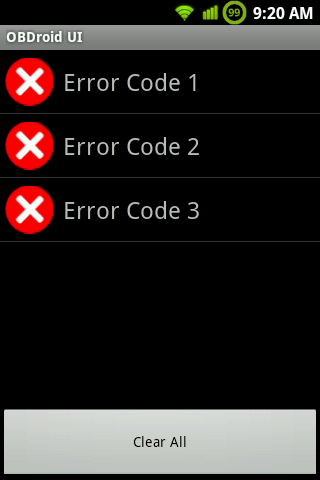 99 9:20 AM
OBDroid UI
Error Code 1
Error Code 2
Error Code 3
Clear All